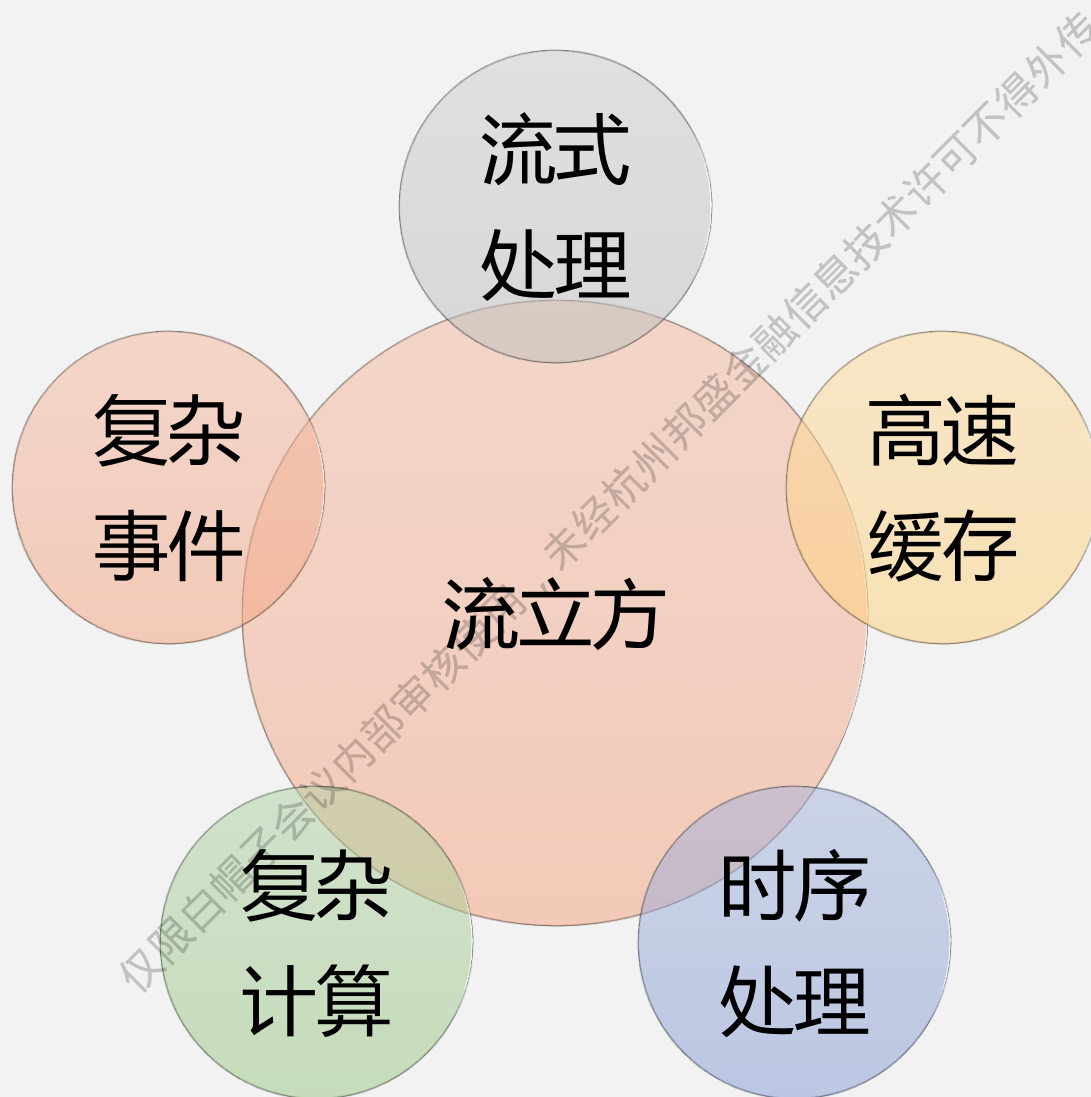 流式
处理
复杂
事件
高速
缓存
流立方
复杂
计算
时序
处理
仅限白帽子会议内部审核使用，未经杭州邦盛金融信息技术许可不得外传